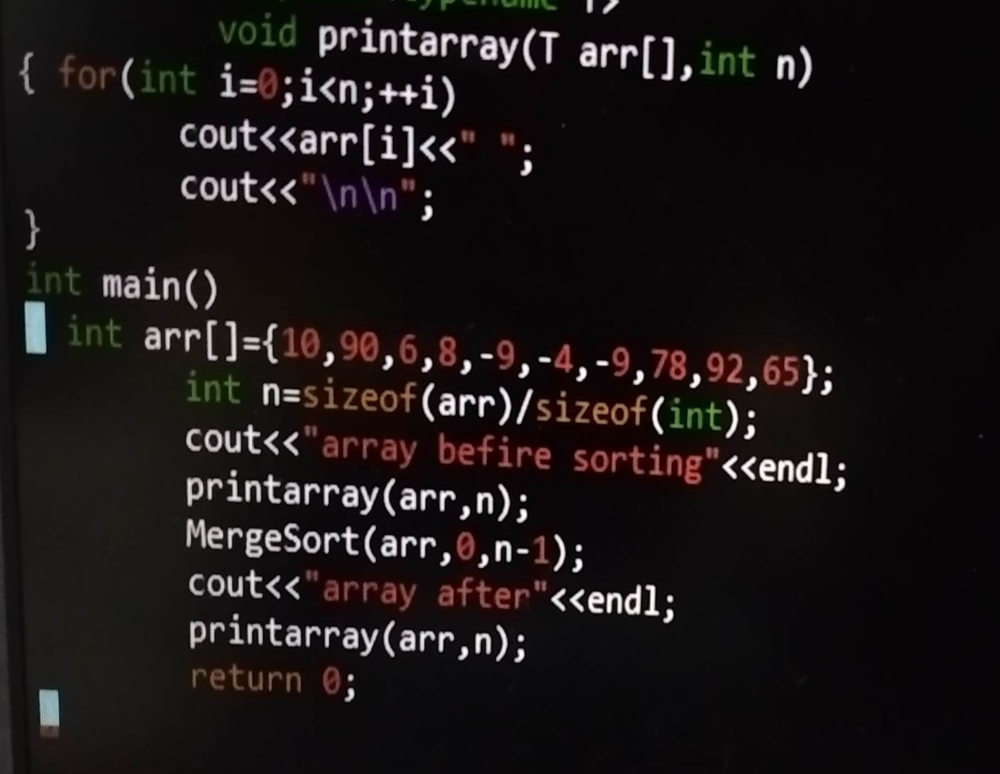 void printarray(T arr[],int n)
{ for(int i=0;i<n;++i)
cout<<arr[i]<<" ";
cout<<"\n\n";
}
int main()
int arr[]={10,90,6,8,-9,-4,-9,78,92,65};
int n=sizeof(arr)/sizeof(int);
cout<<"array befire sorting"<<endl;
printarray(arr,n);
MergeSort(arr,0,n-1);
cout<<"array after"<<endl;
printarray(arr,n);
return 0;